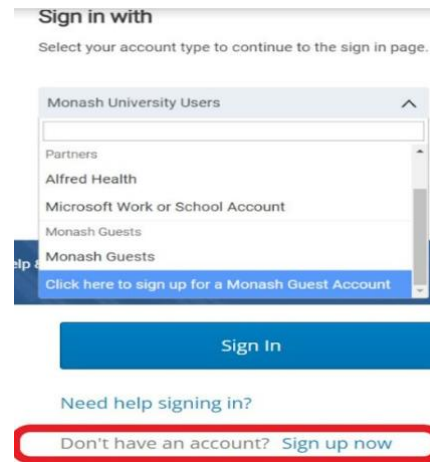 Sign in with
Select your account type to continue to the sign in page.
Monash University Users
Partners
Alfred Health
Microsoft Work or School Account
Monash Guests
Monash Guests
elp &
Click here to sign up for a Monash Guest Account
Sign In
Need help signing in?
Don't have an account? Sign up now